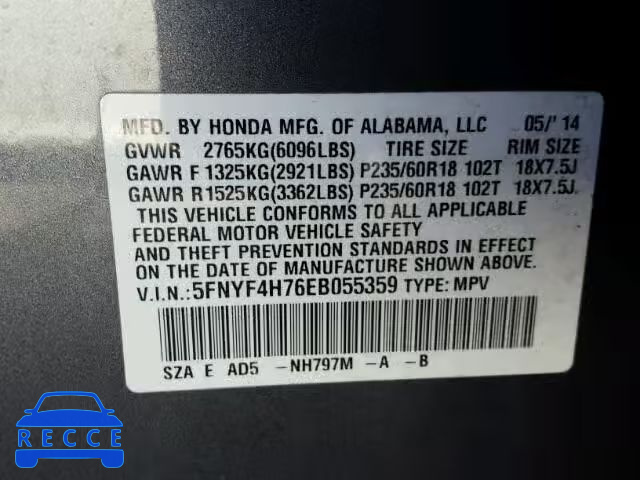 MFD. BY HONDA MFG. OF ALABAMA, LLC 05/'14
GVWR 2765KG(6096LBS) TIRE SIZE RIM SIZE
GAWR F1325KG(2921LBS) P235/60R18 102T 18X7.5J
GAWR R1525KG(3362LBS) P235/60R18 102T 18X7.5J
THIS VEHICLE CONFORMS TO ALL APPLICABLE
FEDERAL MOTOR VEHICLE SAFETY
AND THEFT PREVENTION STANDARDS IN EFFECT
ON THE DATE OF MANUFACTURE SHOWN ABOVE.
V.I.N.:5FNYF4H76EB055359 TYPE: MPV
SZA E AD5 -NH797M -A -B
RECCE